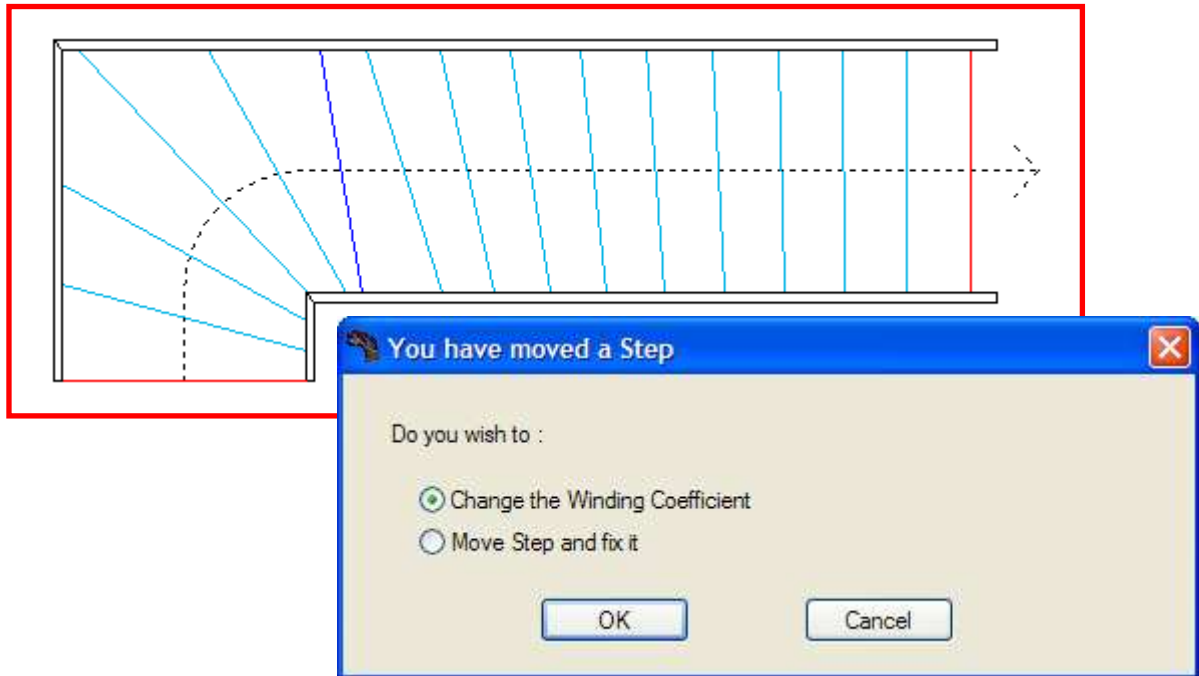 You have moved a Step
Do you wish to :
Change the Winding Coefficient
Move Step and fix it
OK
Cancel